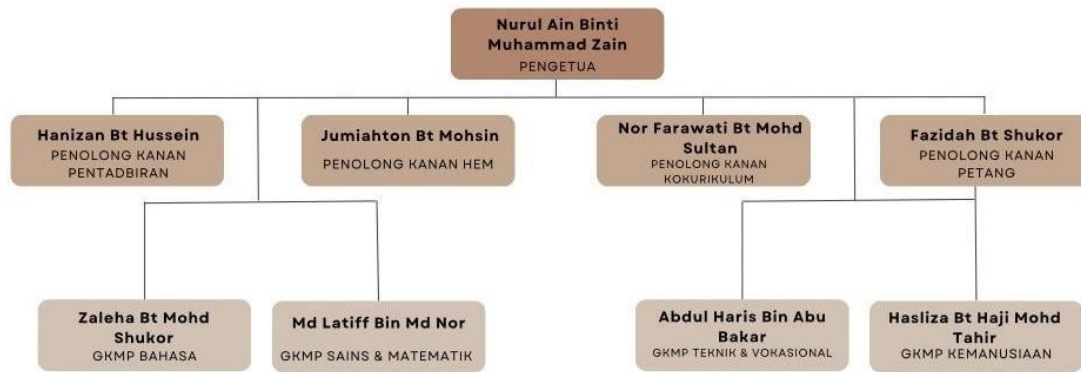 Nurul Ain Binti
Muhammad Zain
PENGETUA
Hanizan Bt Hussein
PENOLONG KANAN
PENTADBIRAN
Jumiahton Bt Mohsin
PENOLONG KANAN HEM
Nor Farawati Bt Mohd
Sultan
PENOLONG KANAN
KOKURIKULUM
Fazidah Bt Shukor
PENOLONG KANAN
PETANG
Zaleha Bt Mohd
Shukor
GKMP BAHASA
Md Latiff Bin Md Nor
GKMP SAINS & MATEMATIK
Abdul Haris Bin Abu
Bakar
GKMP TEKNIK & VOKASIONAL
Hasliza Bt Haji Mohd
Tahir
GKMP KEMANUSIAAN